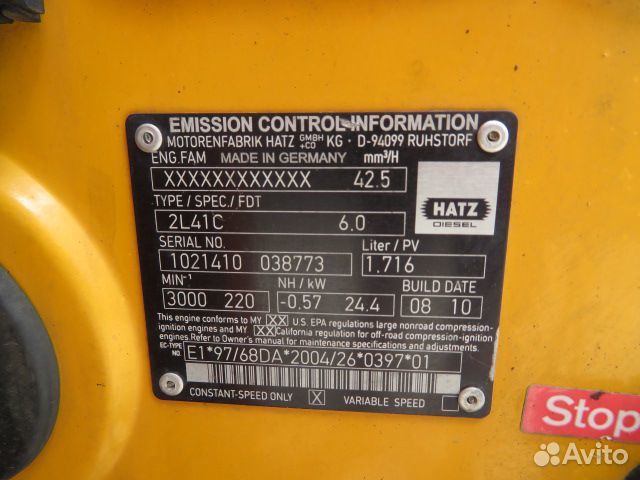 EMISSION CONTROL-INFORMATION
MOTORENFABRIK HATZ GMBH +CO KG · D-94099 RUHSTORF
ENG.FAM MADE IN GERMANY mm³/H
XXXXXXXXXXXX 42.5
TYPE / SPEC./ FDT
2L41C 6.0
HATZ
DIESEL
SERIAL NO. Liter / PV
1021410 038773 1.716
MIN⁻¹ NH / kW BUILD DATE
3000 220 -0.57 24.4 08 10
This engine conforms to MY XX U.S. EPA regulations large nonroad compression-
ignition engines and MY XX California regulation for off-road compression-ignition
engines. Refer to Owner's manual for maintenance specifications and adjustments.
EC-TYPE NO. E1*97/68DA*2004/26*0397*01
CONSTANT-SPEED ONLY X VARIABLE SPEED
Stop
Avito